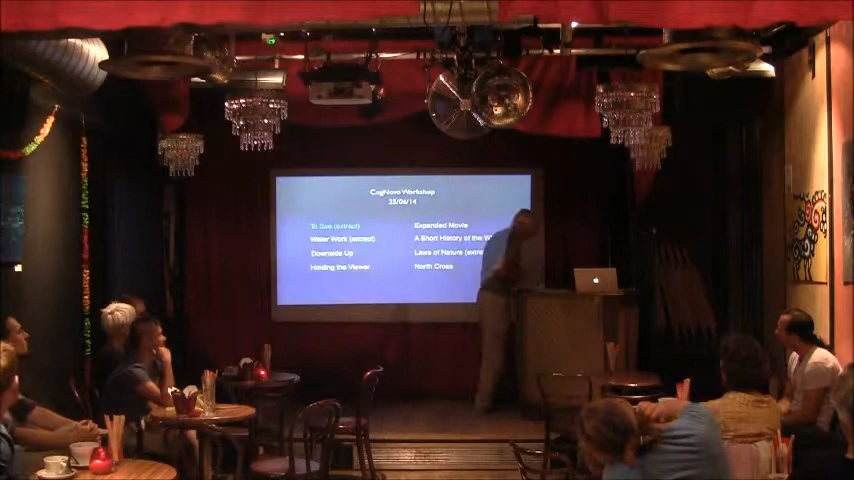 CogNovo Workshop
25/06/14
To See (extract)
Water Work (extract)
Downside Up
Holding the Viewer
Expanded Movie
A Short History of the
Laws of Nature
North Cross